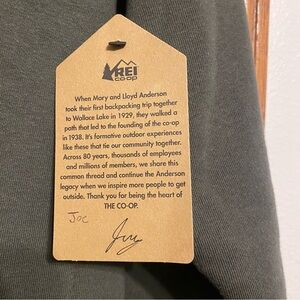 REI
CO·OP
When Mary and Lloyd Anderson
took their first backpacking trip together
to Wallace Lake in 1929, they walked a
path that led to the founding of the co-op
in 1938. It's formative outdoor experiences
like these that tie our community together.
Across 80 years, thousands of employees
and millions of members, we share this
common thread and continue the Anderson
legacy when we inspire more people to get
outside. Thank you for being the heart of
THE CO-OP.
Joe